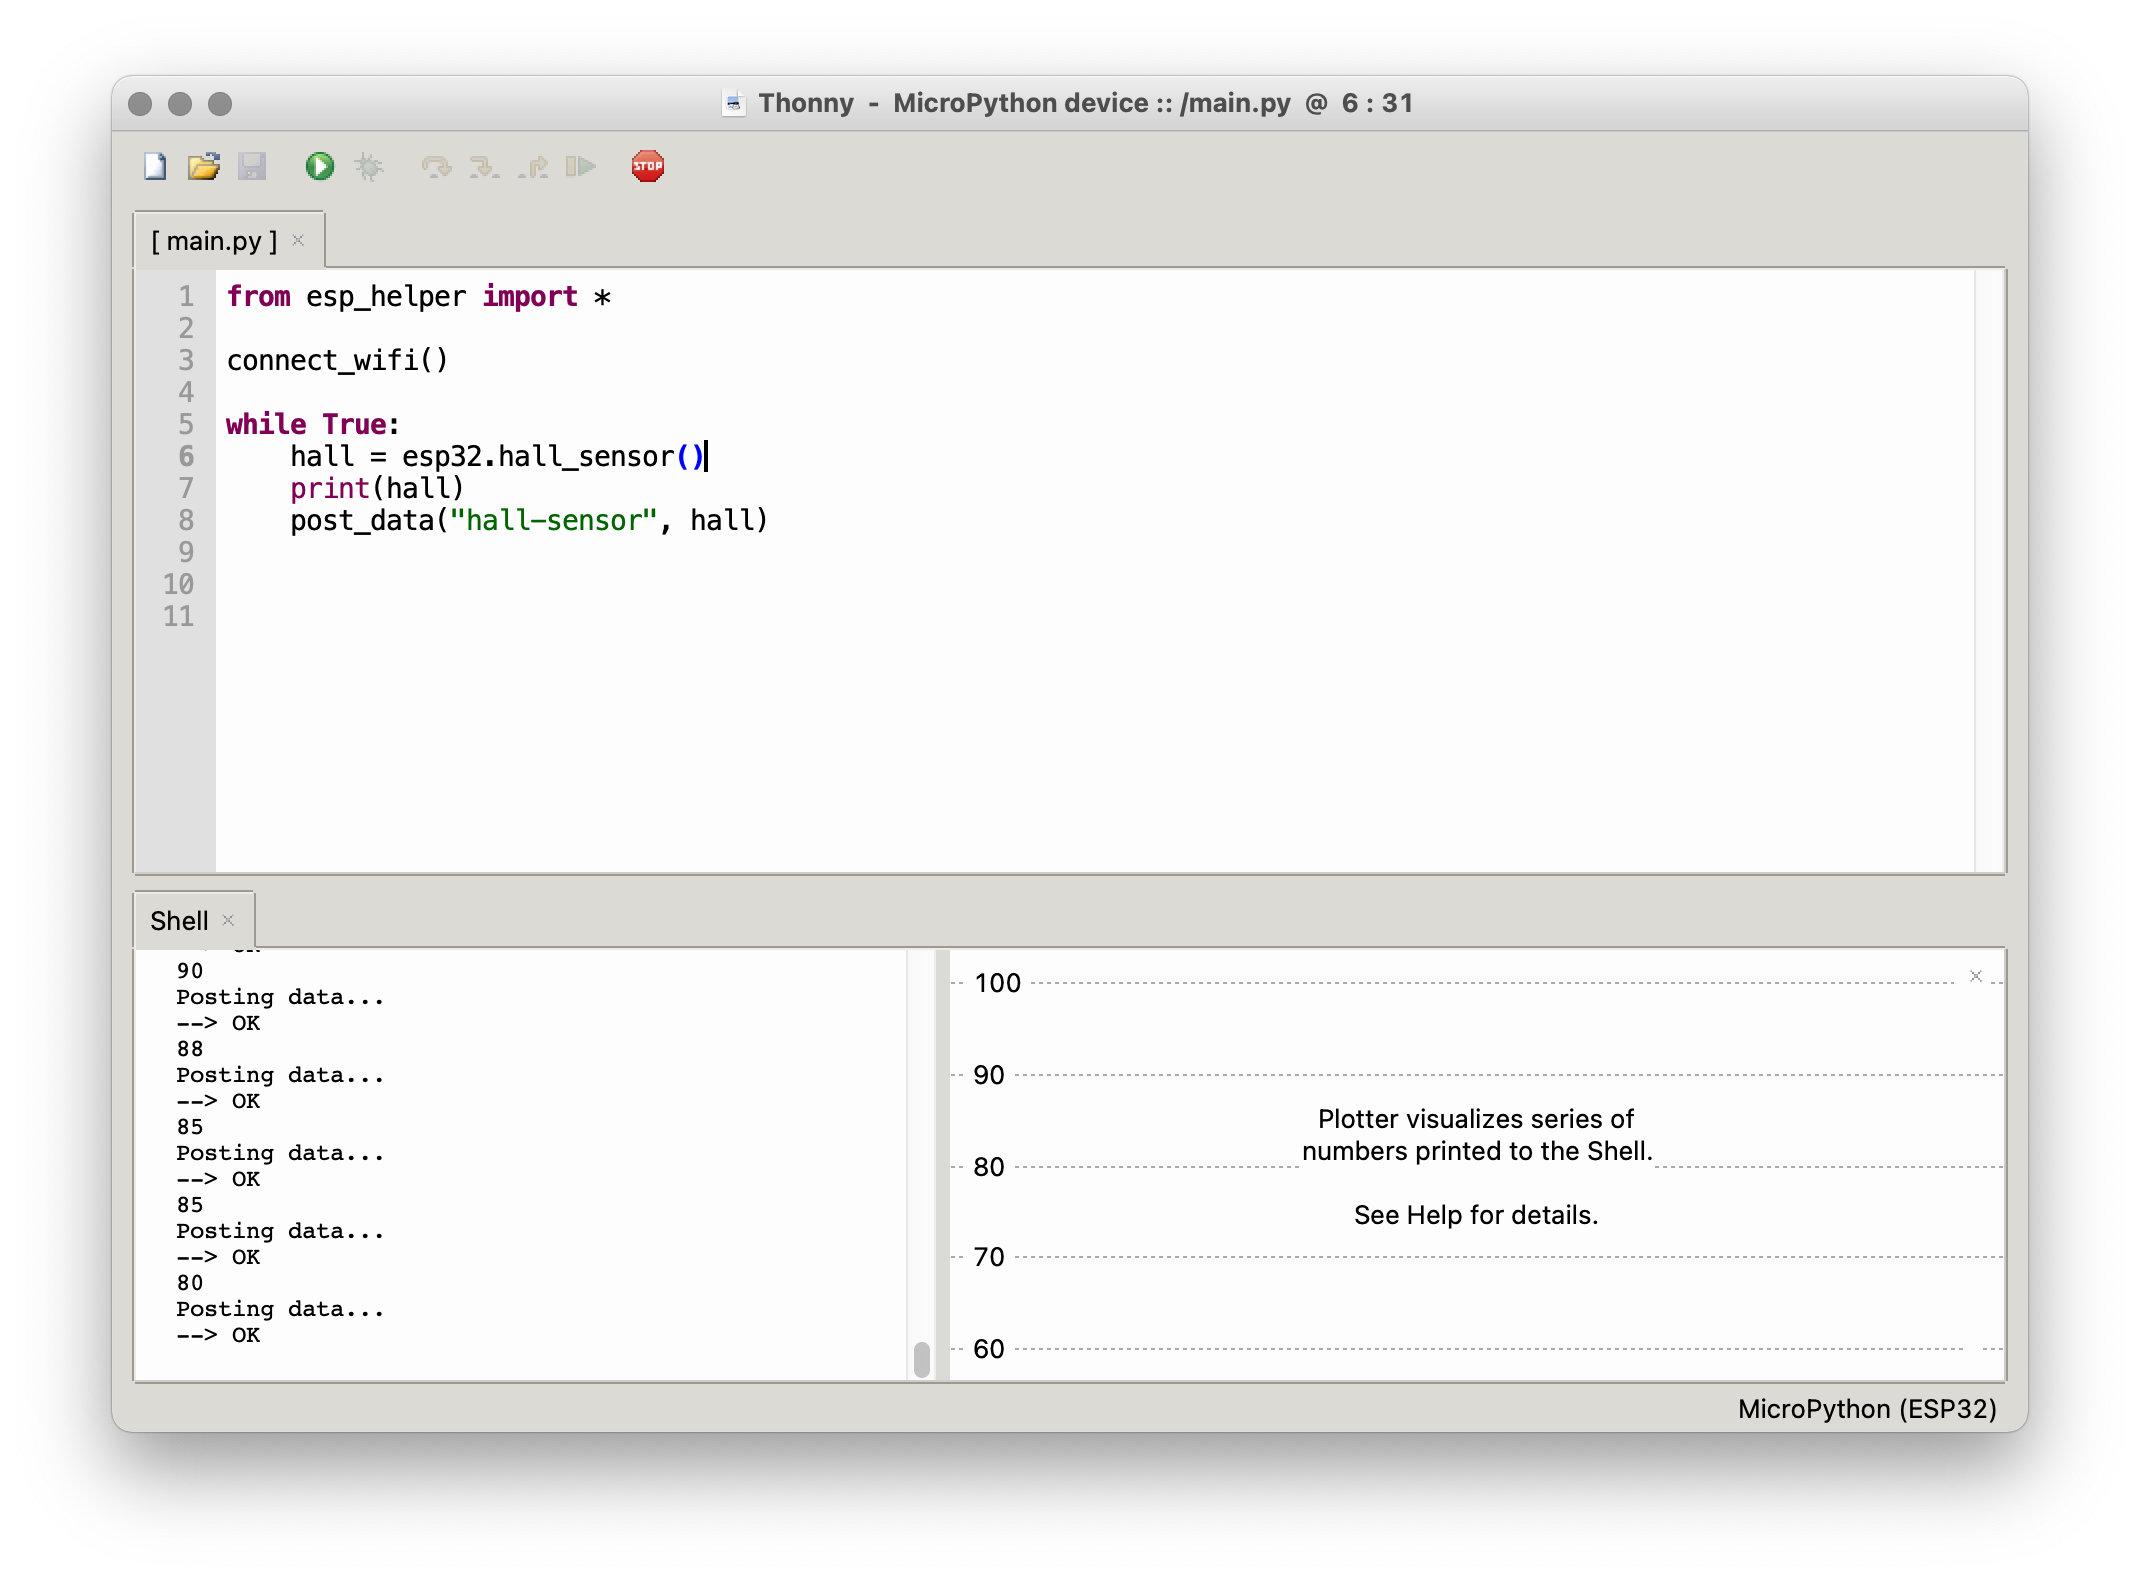 Thonny - MicroPython device :: /main.py @ 6 : 31
STOP
[ main.py ]
1 from esp_helper import *
2
3 connect_wifi()
4
5 while True:
6 hall = esp32.hall_sensor()
7 print(hall)
8 post_data("hall-sensor", hall)
9
10
11
Shell
90
Posting data...
--> OK
88
Posting data...
--> OK
85
Posting data...
--> OK
85
Posting data...
--> OK
80
Posting data...
--> OK
100
90
Plotter visualizes series of
numbers printed to the Shell.
80
See Help for details.
70
60
MicroPython (ESP32)